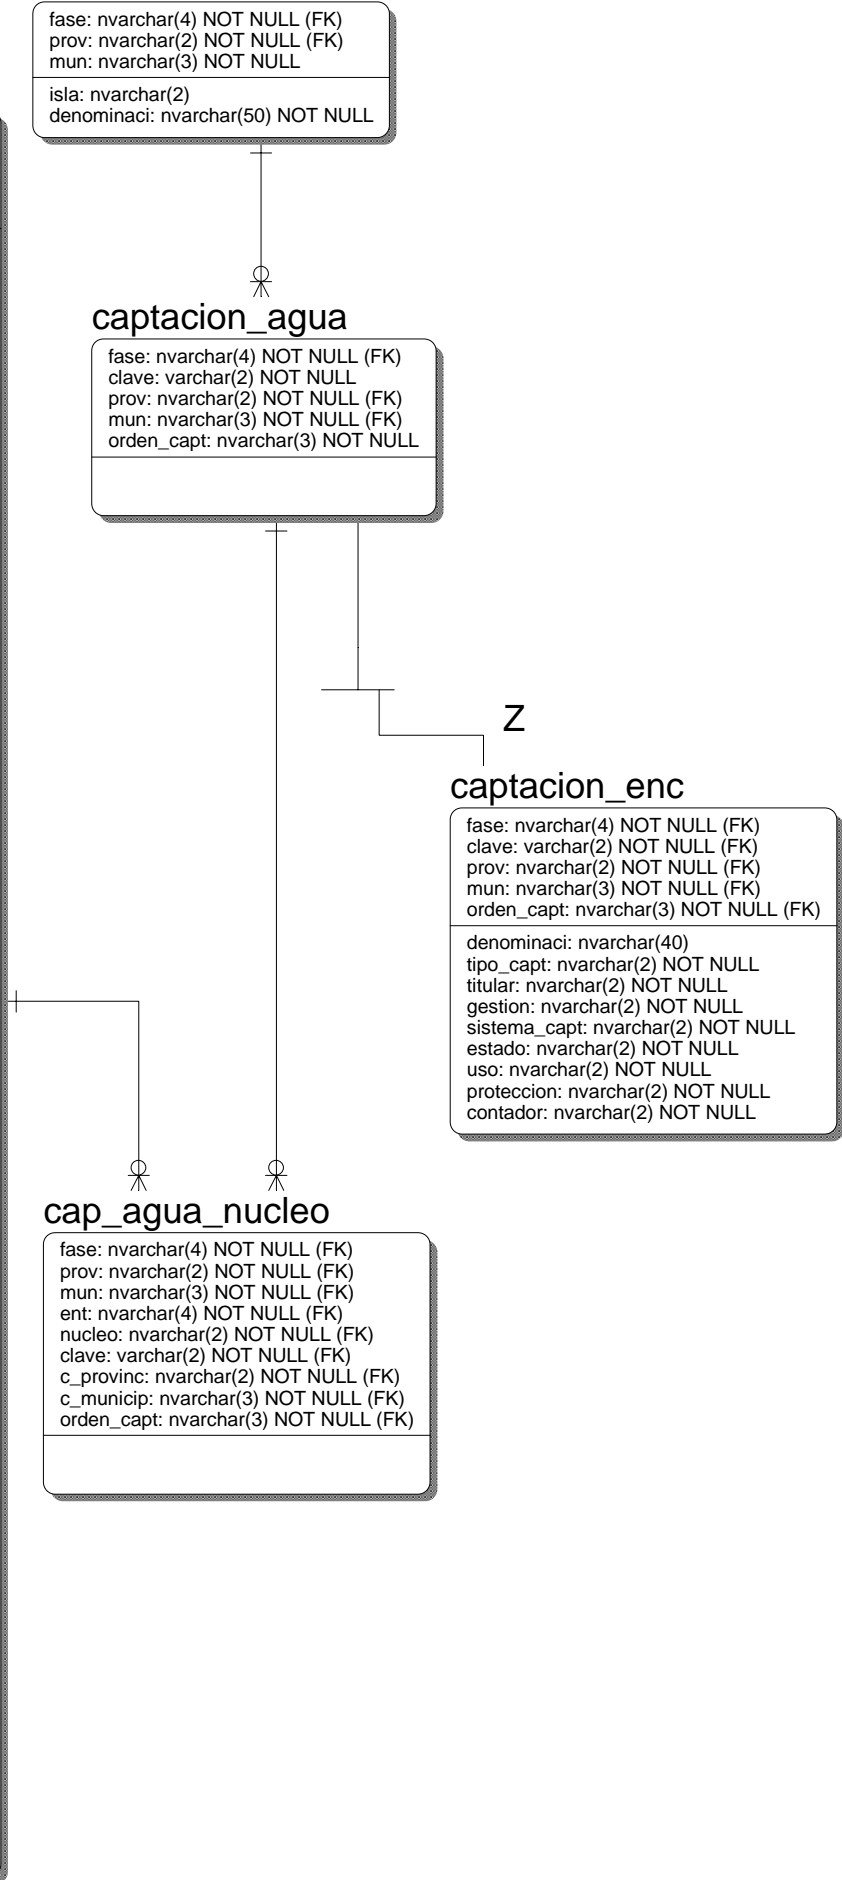 fase: nvarchar(4) NOT NULL (FK)
prov: nvarchar(2) NOT NULL (FK)
mun: nvarchar(3) NOT NULL
isla: nvarchar(2)
denominaci: nvarchar(50) NOT NULL
captacion_agua
fase: nvarchar(4) NOT NULL (FK)
clave: varchar(2) NOT NULL
prov: nvarchar(2) NOT NULL (FK)
mun: nvarchar(3) NOT NULL (FK)
orden_capt: nvarchar(3) NOT NULL
Z
captacion_enc
fase: nvarchar(4) NOT NULL (FK)
clave: varchar(2) NOT NULL (FK)
prov: nvarchar(2) NOT NULL (FK)
mun: nvarchar(3) NOT NULL (FK)
orden_capt: nvarchar(3) NOT NULL (FK)
denominaci: nvarchar(40)
tipo_capt: nvarchar(2) NOT NULL
titular: nvarchar(2) NOT NULL
gestion: nvarchar(2) NOT NULL
sistema_capt: nvarchar(2) NOT NULL
estado: nvarchar(2) NOT NULL
uso: nvarchar(2) NOT NULL
proteccion: nvarchar(2) NOT NULL
contador: nvarchar(2) NOT NULL
cap_agua_nucleo
fase: nvarchar(4) NOT NULL (FK)
prov: nvarchar(2) NOT NULL (FK)
mun: nvarchar(3) NOT NULL (FK)
ent: nvarchar(4) NOT NULL (FK)
nucleo: nvarchar(2) NOT NULL (FK)
clave: varchar(2) NOT NULL (FK)
c_provinc: nvarchar(2) NOT NULL (FK)
c_municip: nvarchar(3) NOT NULL (FK)
orden_capt: nvarchar(3) NOT NULL (FK)